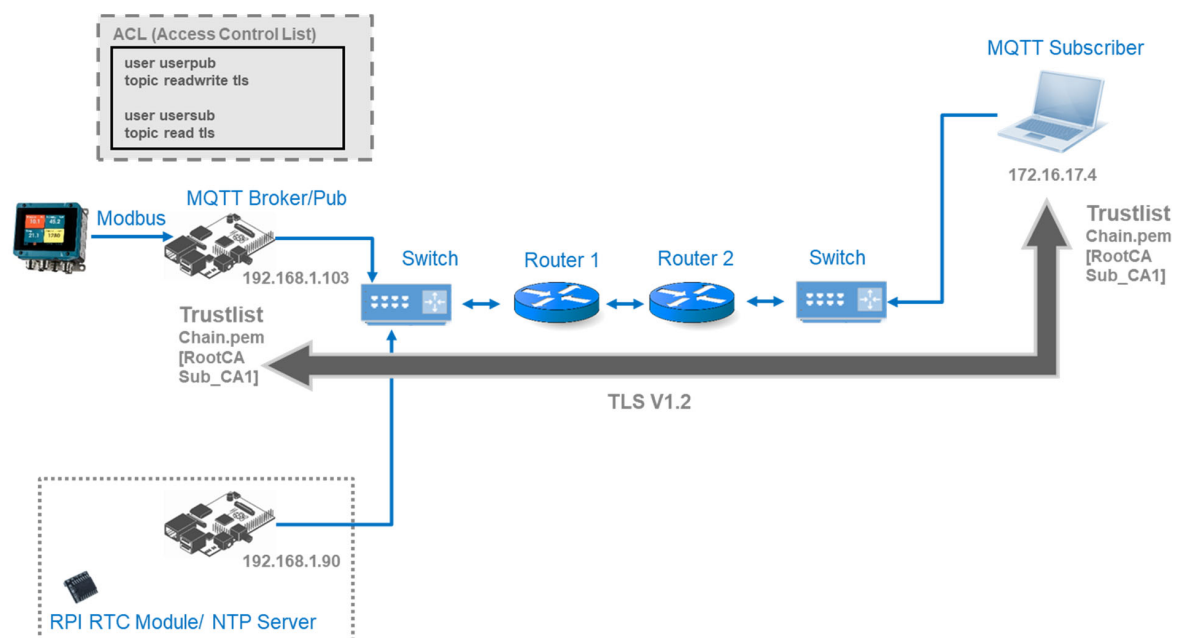 ACL (Access Control List)
user userpub
topic readwrite tls
user usersub
topic read tls
MQTT Subscriber
172.16.17.4
Modbus
MQTT Broker/Pub
192.168.1.103
Switch
Router 1
Router 2
Switch
Trustlist
Chain.pem
[RootCA
Sub_CA1]
Trustlist
Chain.pem
[RootCA
Sub_CA1]
TLS V1.2
192.168.1.90
RPI RTC Module/ NTP Server